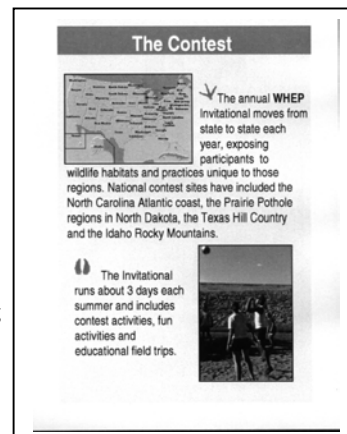 The Contest
The annual WHEP
Invitational moves from
state to state each
year, exposing
participants to
wildlife habitats and practices unique to those
regions. National contest sites have included the
North Carolina Atlantic coast, the Prairie Pothole
regions in North Dakota, the Texas Hill Country
and the Idaho Rocky Mountains.
The Invitational
runs about 3 days each
summer and includes
contest activities, fun
activities and
educational field trips.